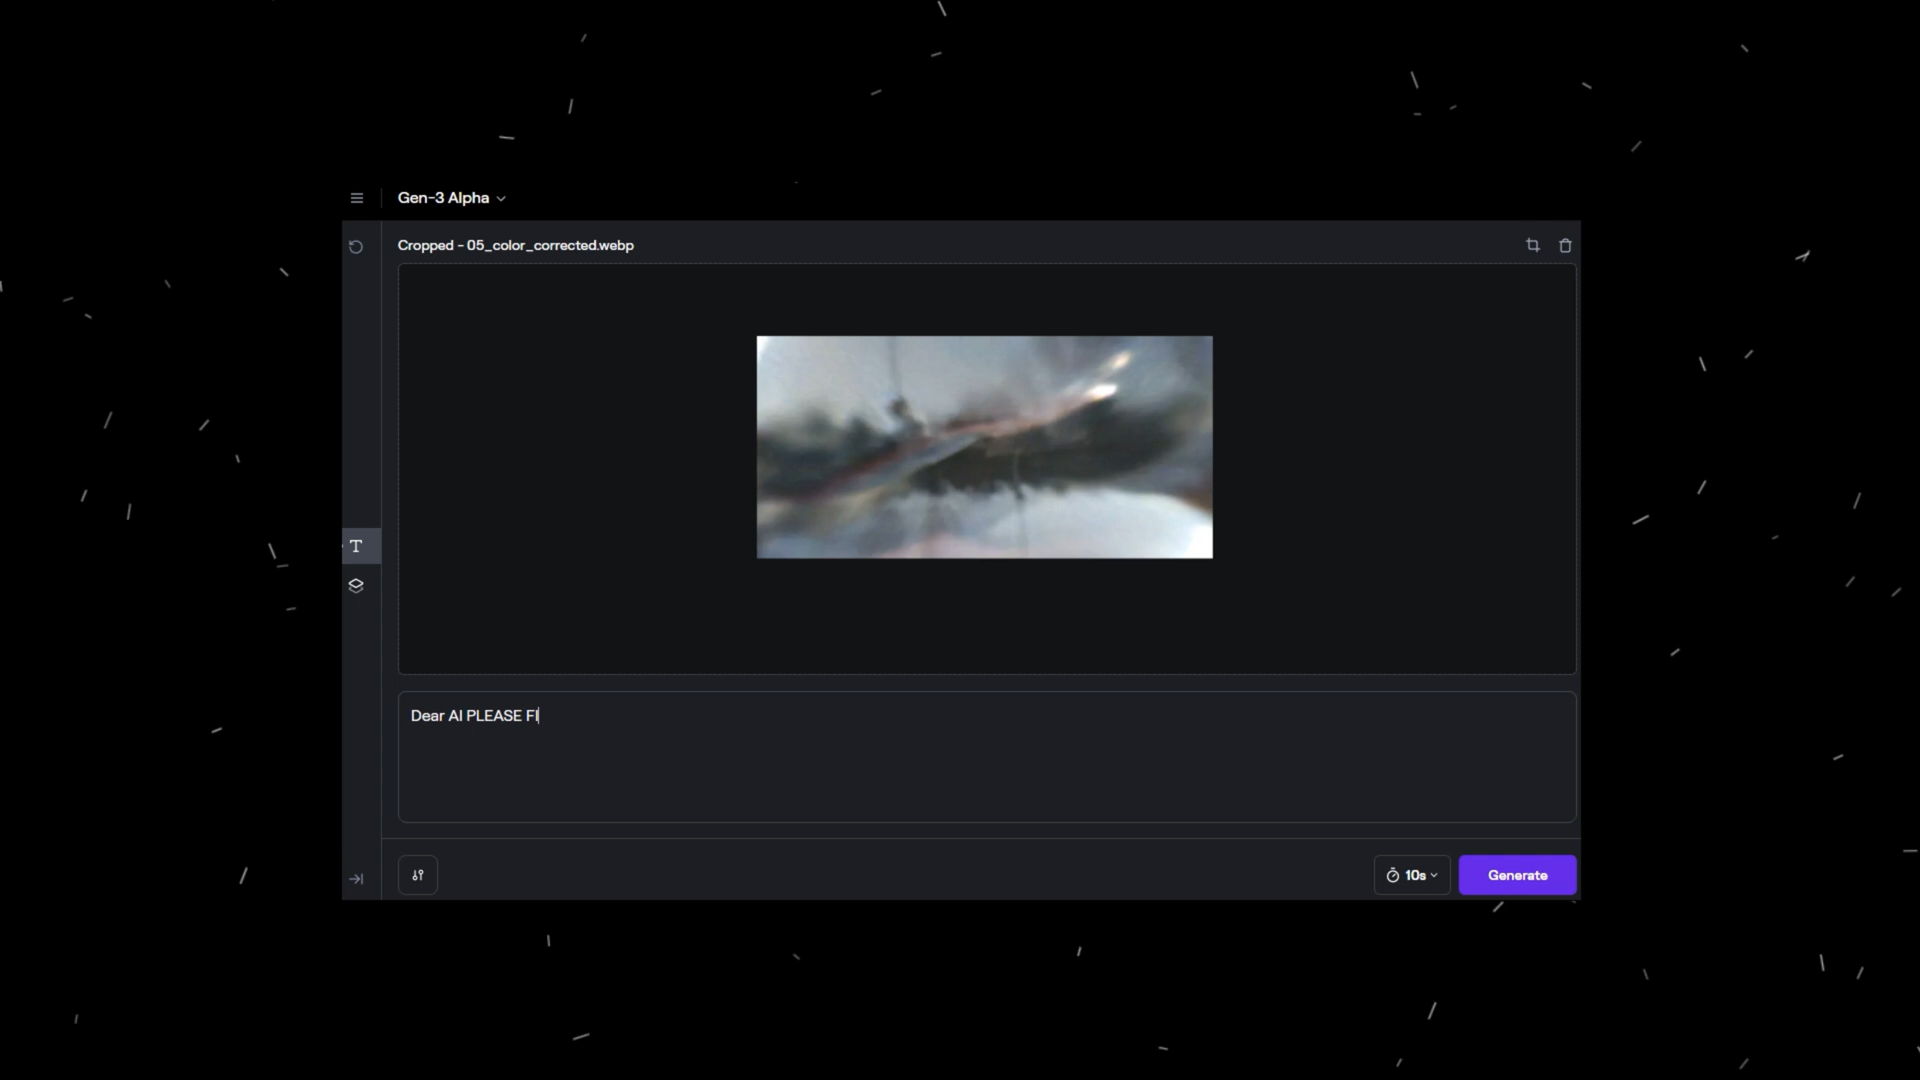 Gen-3 Alpha
Cropped - 05_color_corrected.webp
T
Dear AI PLEASE FI
10s
Generate